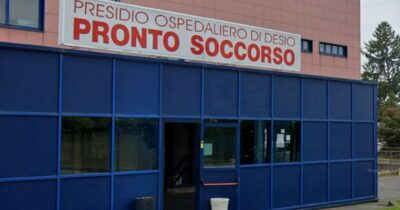 PRESIDIO OSPEDALIERO DI DESIO
PRONTO SOCCORSO